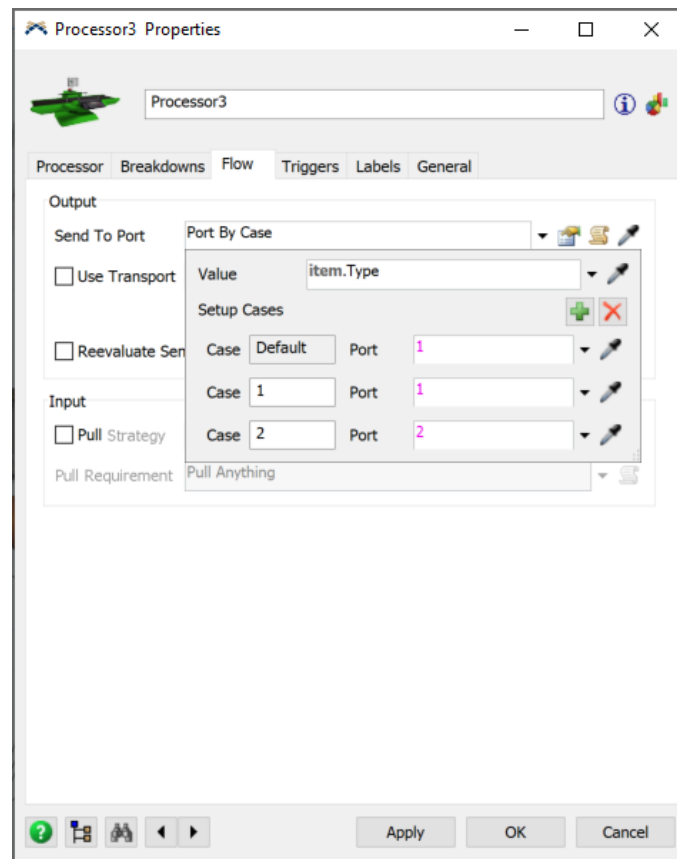 Processor3 Properties
Processor3
Processor Breakdowns Flow Triggers Labels General
Output
Send To Port Port By Case
Use Transport Value item.Type
Setup Cases
Reevaluate Sen Case Default Port 1
Case 1 Port 1
Input
Pull Strategy Case 2 Port 2
Pull Requirement Pull Anything
Apply OK Cancel